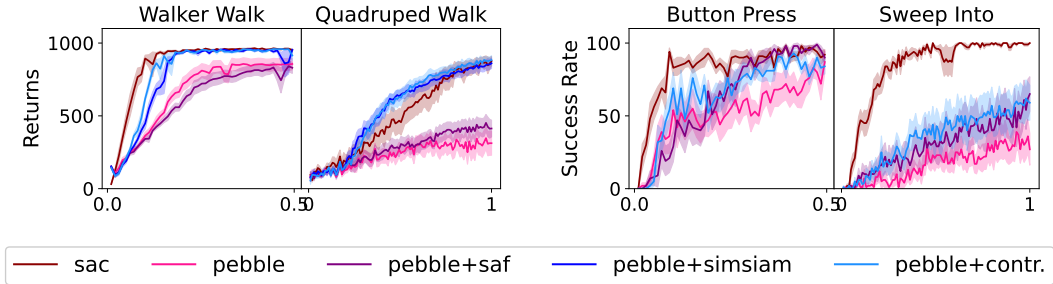 Walker Walk Quadruped Walk Button Press Sweep Into
Returns
1000
500
0
0.0 0.5 0 1
Success Rate
100
50
0
0.0 0.5 0 1
sac pebble pebble+saf pebble+simsiam pebble+contr.